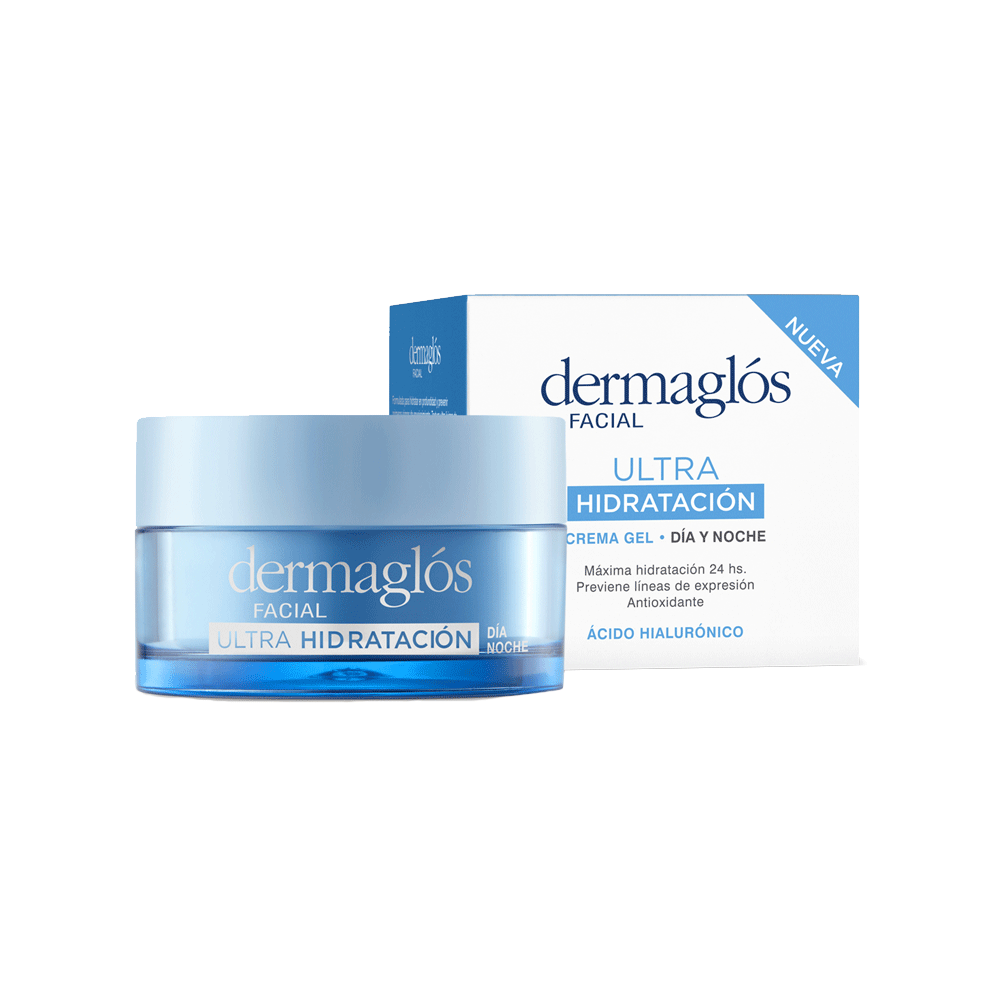 dermaglós
FACIAL
NUEVA
dermaglós
FACIAL
ULTRA
HIDRATACIÓN
CREMA GEL • DÍA Y NOCHE
Máxima hidratación 24 hs.
Previene líneas de expresión
Antioxidante
ÁCIDO HIALURÓNICO
dermaglós
FACIAL
ULTRA HIDRATACIÓN
DÍA
NOCHE